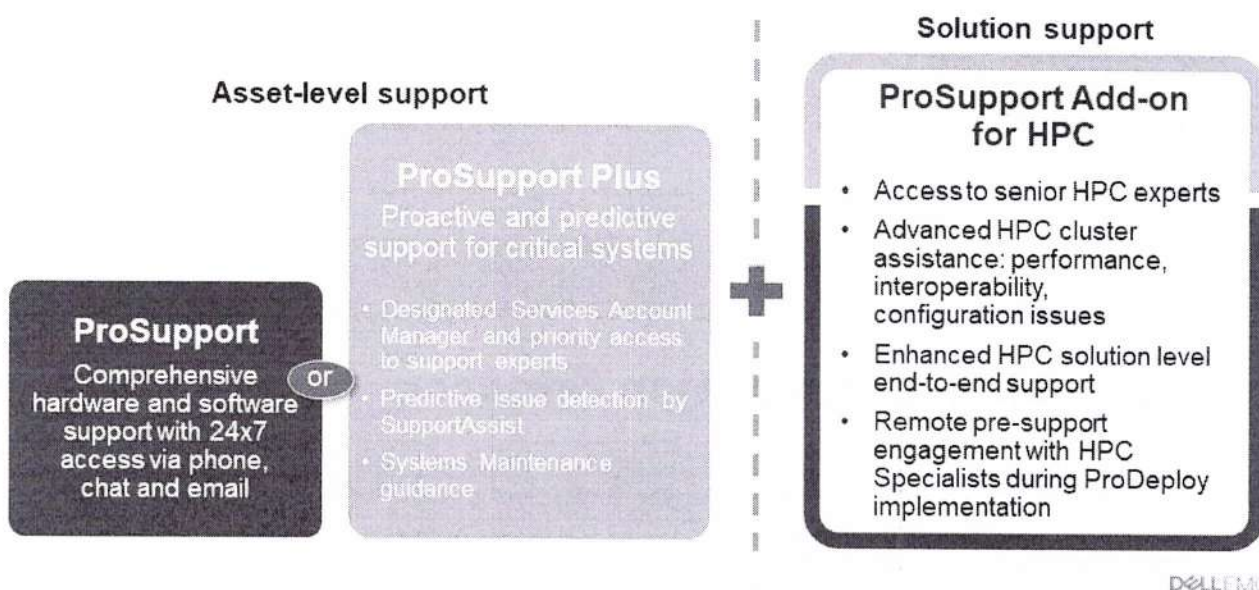 Solution support
Asset-level support
ProSupport
Comprehensive
hardware and software
support with 24x7
access via phone,
chat and email
or
ProSupport Plus
Proactive and predictive
support for critical systems
• Designated Services Account
Manager and priority access
to support experts
• Predictive issue detection by
SupportAssist
• Systems Maintenance
guidance
+
ProSupport Add-on
for HPC
• Access to senior HPC experts
• Advanced HPC cluster
assistance: performance,
interoperability,
configuration issues
• Enhanced HPC solution level
end-to-end support
• Remote pre-support
engagement with HPC
Specialists during ProDeploy
implementation
DELLEMC